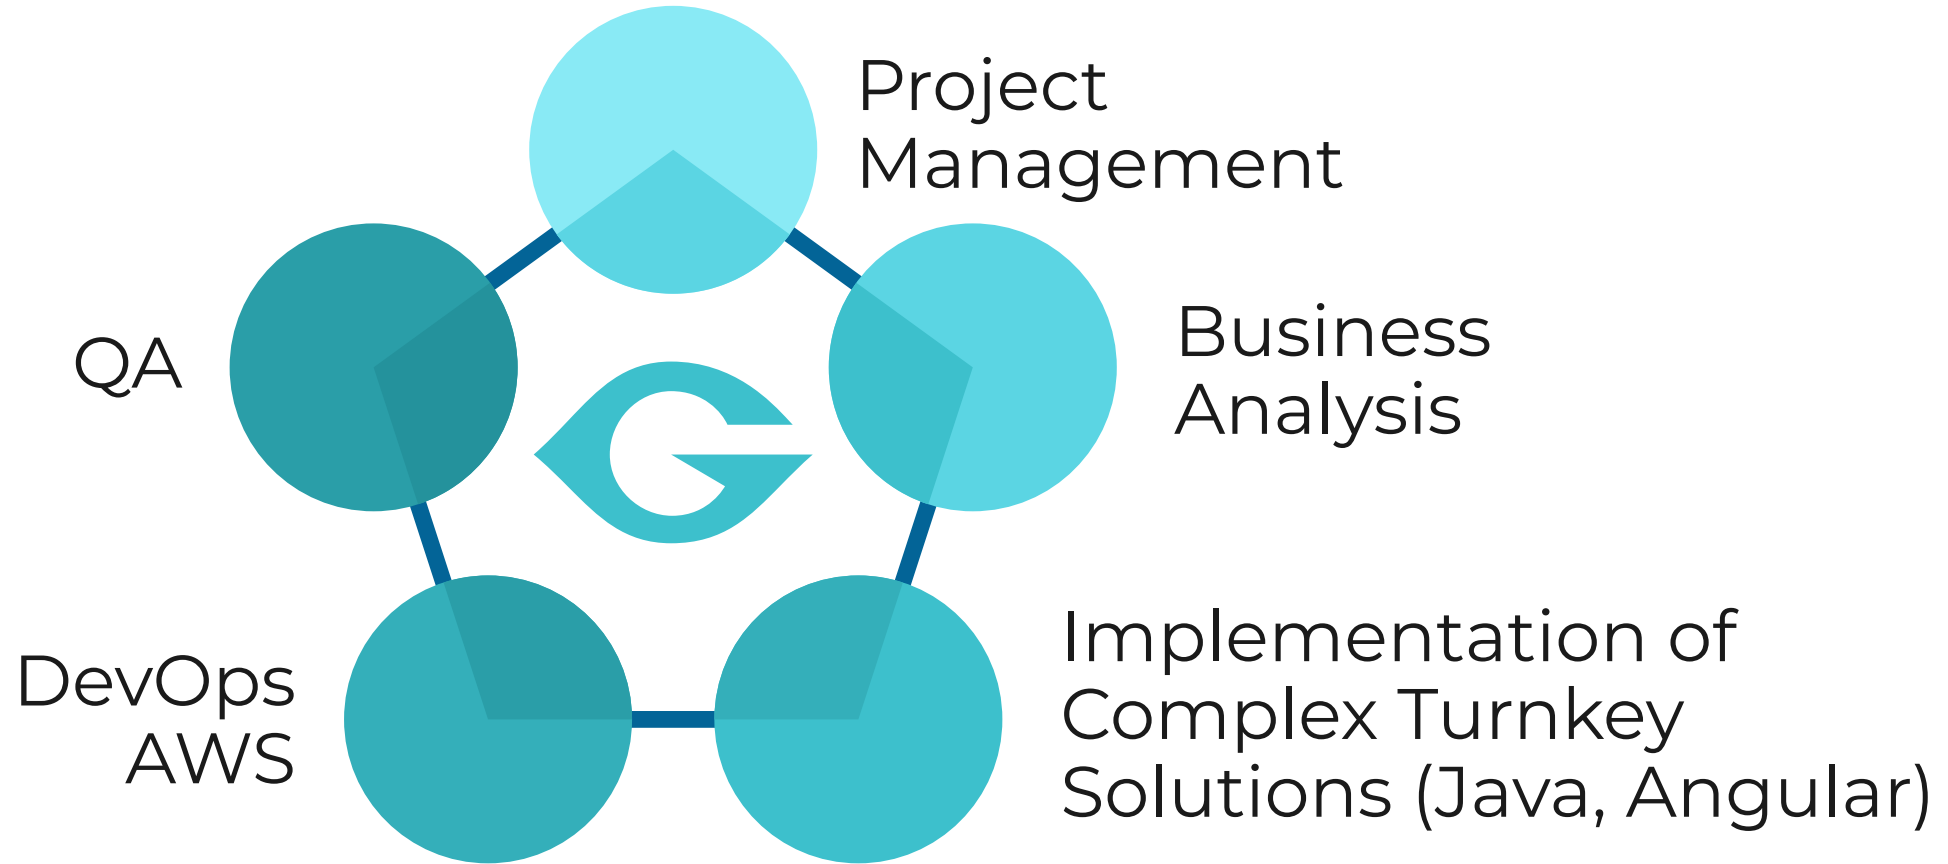 Project
Management
Business
Analysis
Implementation of
Complex Turnkey
Solutions (Java, Angular)
DevOps
AWS
QA
G